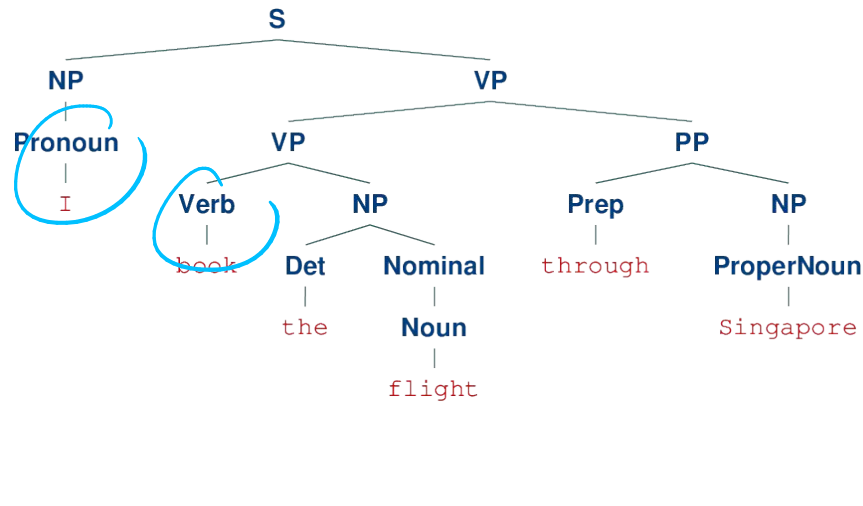 S
NP VP
Pronoun VP PP
I Verb NP Prep NP
book Det Nominal through ProperNoun
the Noun Singapore
flight